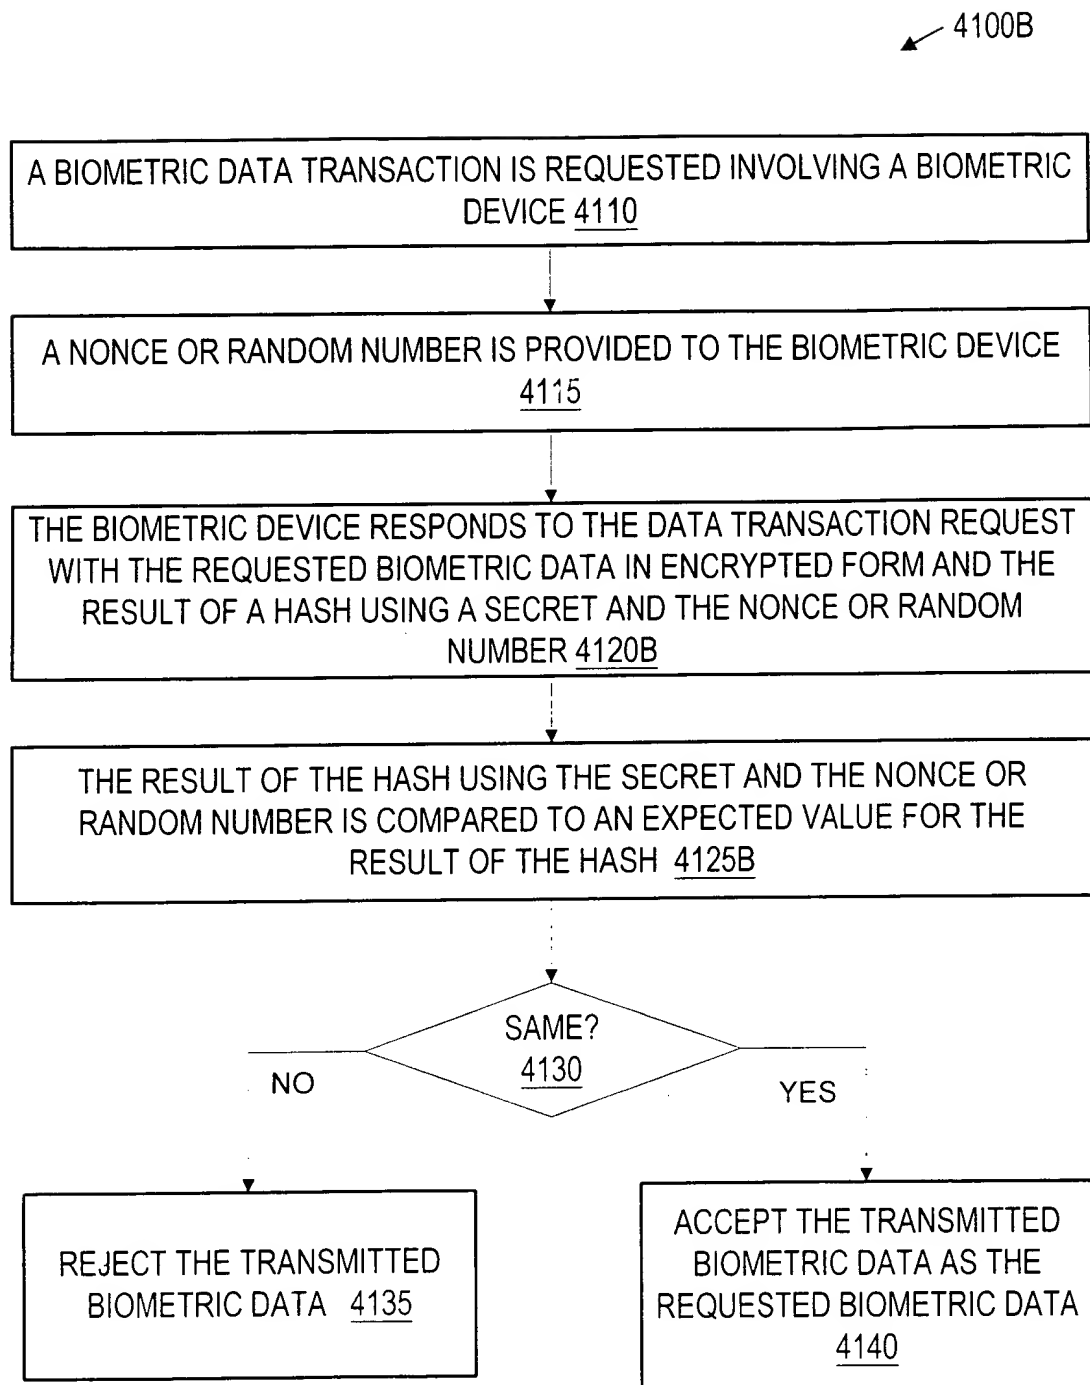 4100B
A BIOMETRIC DATA TRANSACTION IS REQUESTED INVOLVING A BIOMETRIC
DEVICE 4110
A NONCE OR RANDOM NUMBER IS PROVIDED TO THE BIOMETRIC DEVICE
4115
THE BIOMETRIC DEVICE RESPONDS TO THE DATA TRANSACTION REQUEST
WITH THE REQUESTED BIOMETRIC DATA IN ENCRYPTED FORM AND THE
RESULT OF A HASH USING A SECRET AND THE NONCE OR RANDOM
NUMBER 4120B
THE RESULT OF THE HASH USING THE SECRET AND THE NONCE OR
RANDOM NUMBER IS COMPARED TO AN EXPECTED VALUE FOR THE
RESULT OF THE HASH 4125B
SAME?
4130
NO
YES
REJECT THE TRANSMITTED
BIOMETRIC DATA 4135
ACCEPT THE TRANSMITTED
BIOMETRIC DATA AS THE
REQUESTED BIOMETRIC DATA
4140